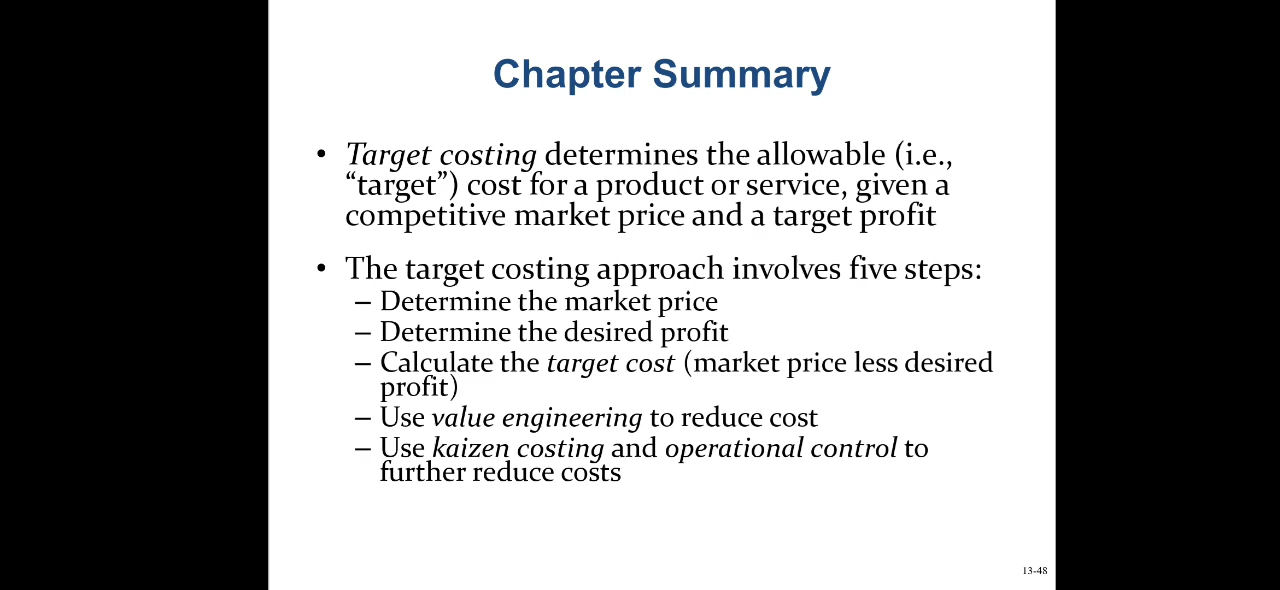 Chapter Summary
• Target costing determines the allowable (i.e.,
“target”) cost for a product or service, given a
competitive market price and a target profit
• The target costing approach involves five steps:
– Determine the market price
– Determine the desired profit
– Calculate the target cost (market price less desired
profit)
– Use value engineering to reduce cost
– Use kaizen costing and operational control to
further reduce costs
13-48